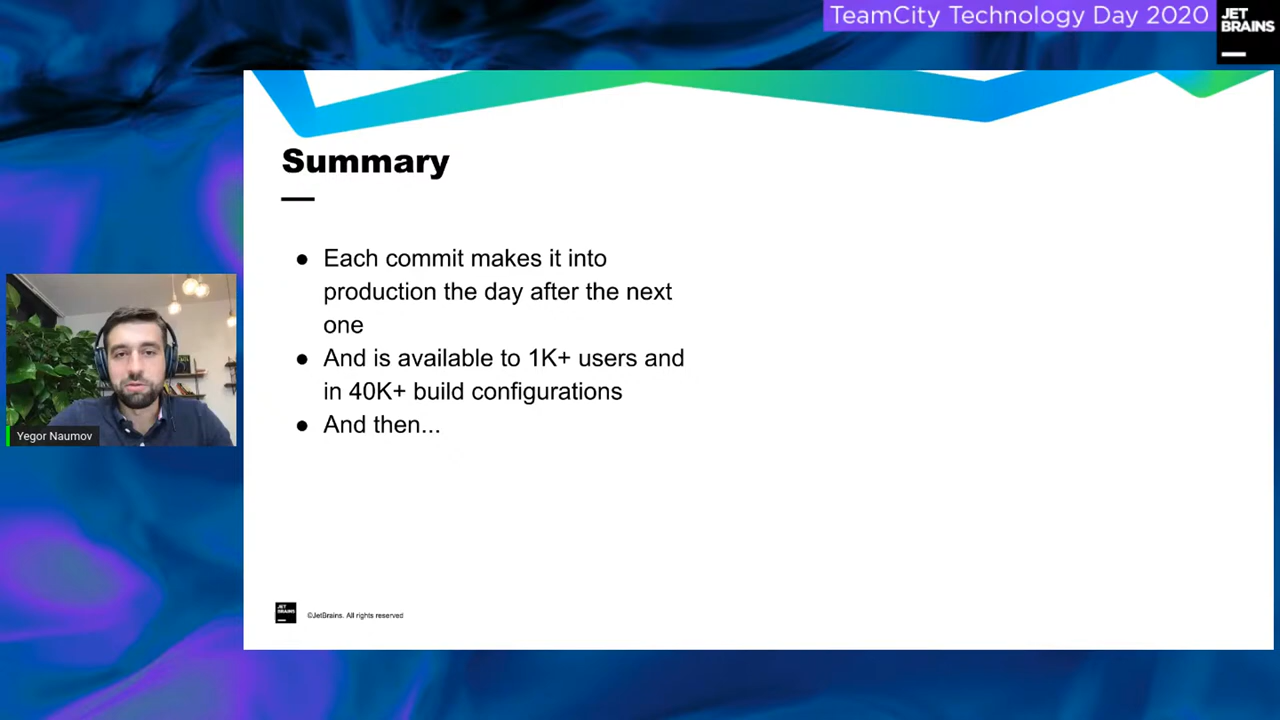 TeamCity Technology Day 2020
JET
BRAINS
Summary
● Each commit makes it into
production the day after the next
one
● And is available to 1K+ users and
in 40K+ build configurations
● And then...
Yegor Naumov
JET
BRAINS
©JetBrains. All rights reserved